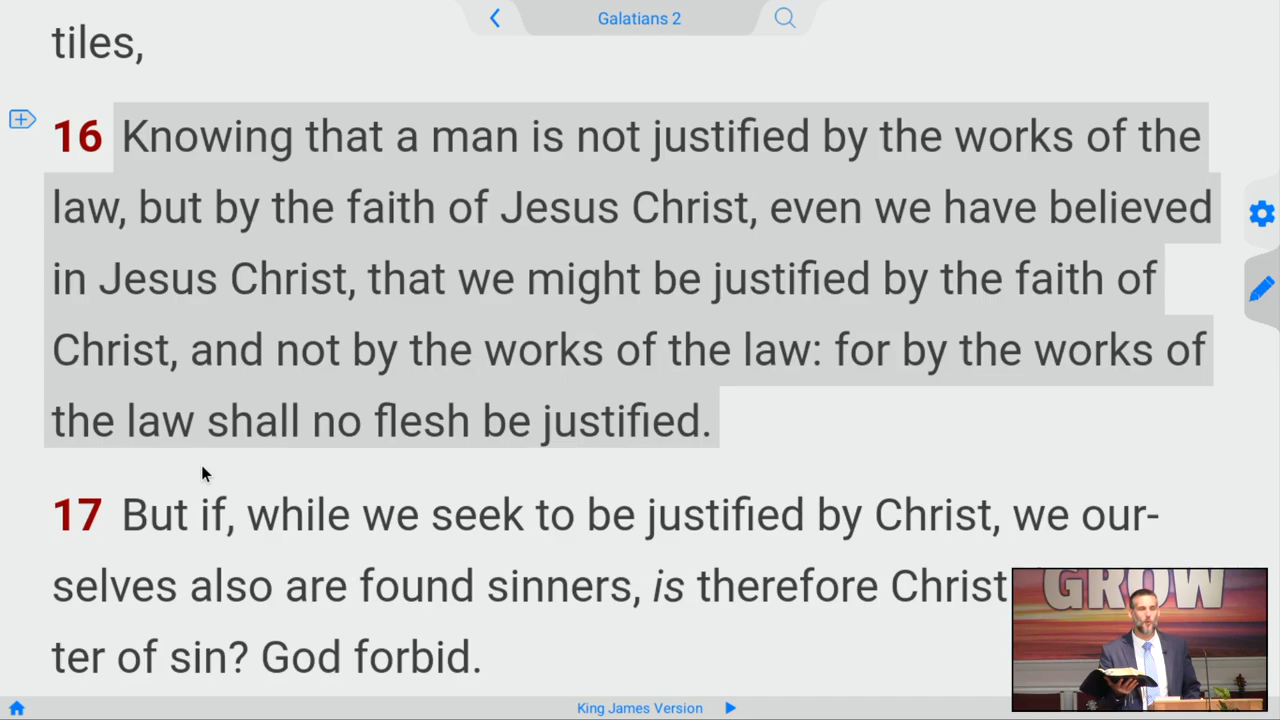 Galatians 2
tiles,
16 Knowing that a man is not justified by the works of the
law, but by the faith of Jesus Christ, even we have believed
in Jesus Christ, that we might be justified by the faith of
Christ, and not by the works of the law: for by the works of
the law shall no flesh be justified.
17 But if, while we seek to be justified by Christ, we our-
selves also are found sinners, is therefore Christ
ter of sin? God forbid.
GROW
King James Version